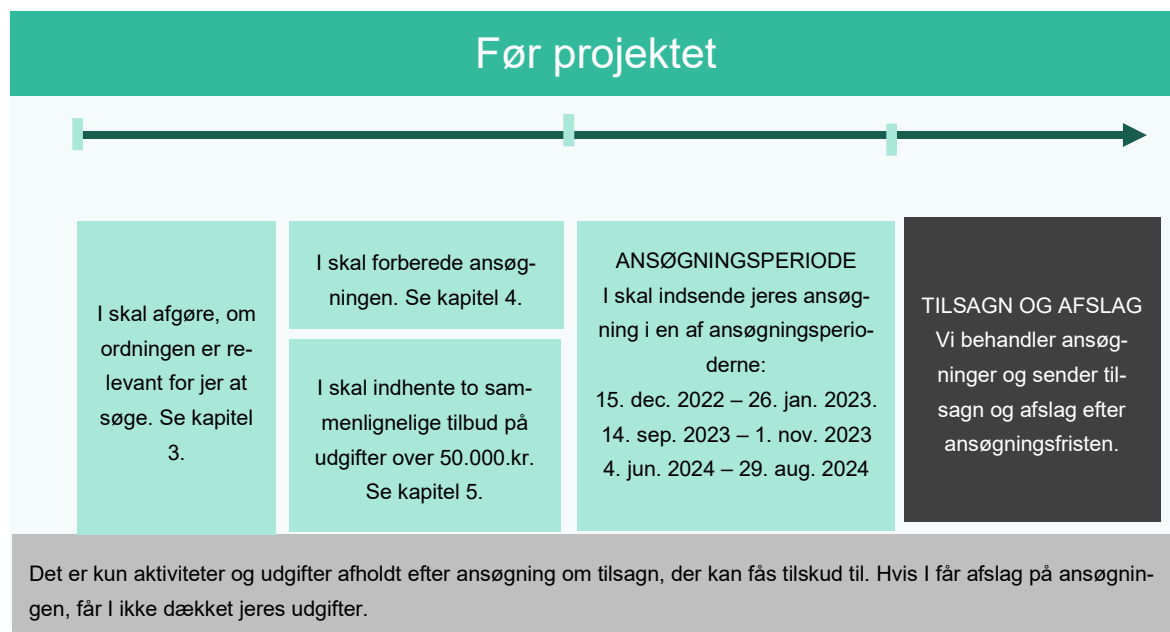 Før projektet
I skal afgøre, om
ordningen er re-
levant for jer at
søge. Se kapitel
3.
I skal forberede ansøg-
ningen. Se kapitel 4.
I skal indhente to sam-
menlignelige tilbud på
udgifter over 50.000.kr.
Se kapitel 5.
ANSØGNINGSPERIODE
I skal indsende jeres ansøg-
ning i en af ansøgningsperio-
derne:
15. dec. 2022 – 26. jan. 2023.
14. sep. 2023 – 1. nov. 2023
4. jun. 2024 – 29. aug. 2024
TILSAGN OG AFSLAG
Vi behandler ansøg-
ninger og sender til-
sagn og afslag efter
ansøgningsfristen.
Det er kun aktiviteter og udgifter afholdt efter ansøgning om tilsagn, der kan fås tilskud til. Hvis I får afslag på ansøgnin-
gen, får I ikke dækket jeres udgifter.